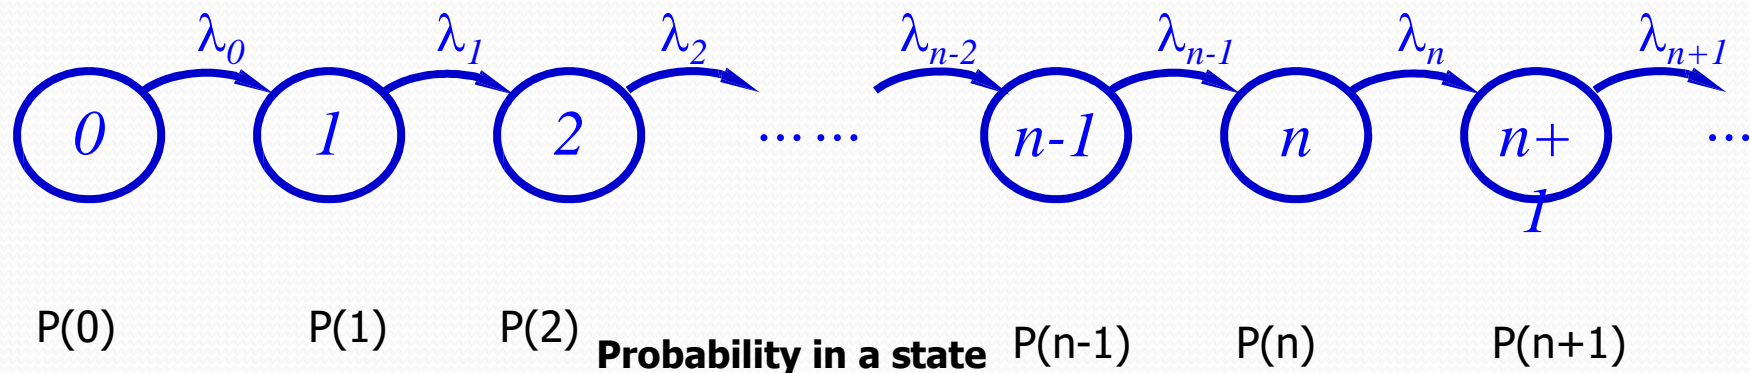 λ0 λ1 λ2 λn-2 λn-1 λn λn+1
0 1 2 ...... n-1 n n+ ...
1
P(0) P(1) P(2) Probability in a state P(n-1) P(n) P(n+1)